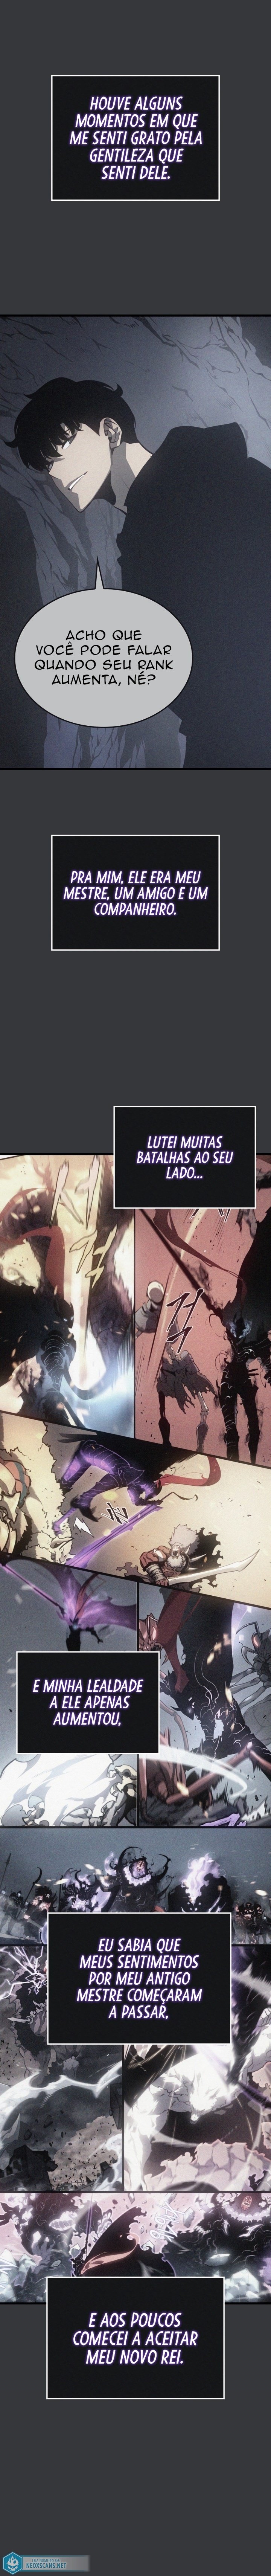 HOUVE ALGUNS
MOMENTOS EM QUE
ME SENTI GRATO PELA
GENTILEZA QUE
SENTI DELE.
ACHO QUE
VOCÊ PODE FALAR
QUANDO SEU RANK
AUMENTA, NÉ?
PRA MIM, ELE ERA MEU
MESTRE, UM AMIGO E UM
COMPANHEIRO.
LUTEI MUITAS
BATALHAS AO SEU
LADO...
E MINHA LEALDADE
A ELE APENAS
AUMENTOU,
EU SABIA QUE
MEUS SENTIMENTOS
POR MEU ANTIGO
MESTRE COMEÇARAM
A PASSAR,
E AOS POUCOS
COMECEI A ACEITAR
MEU NOVO REI.
NEOXSCANS.NET